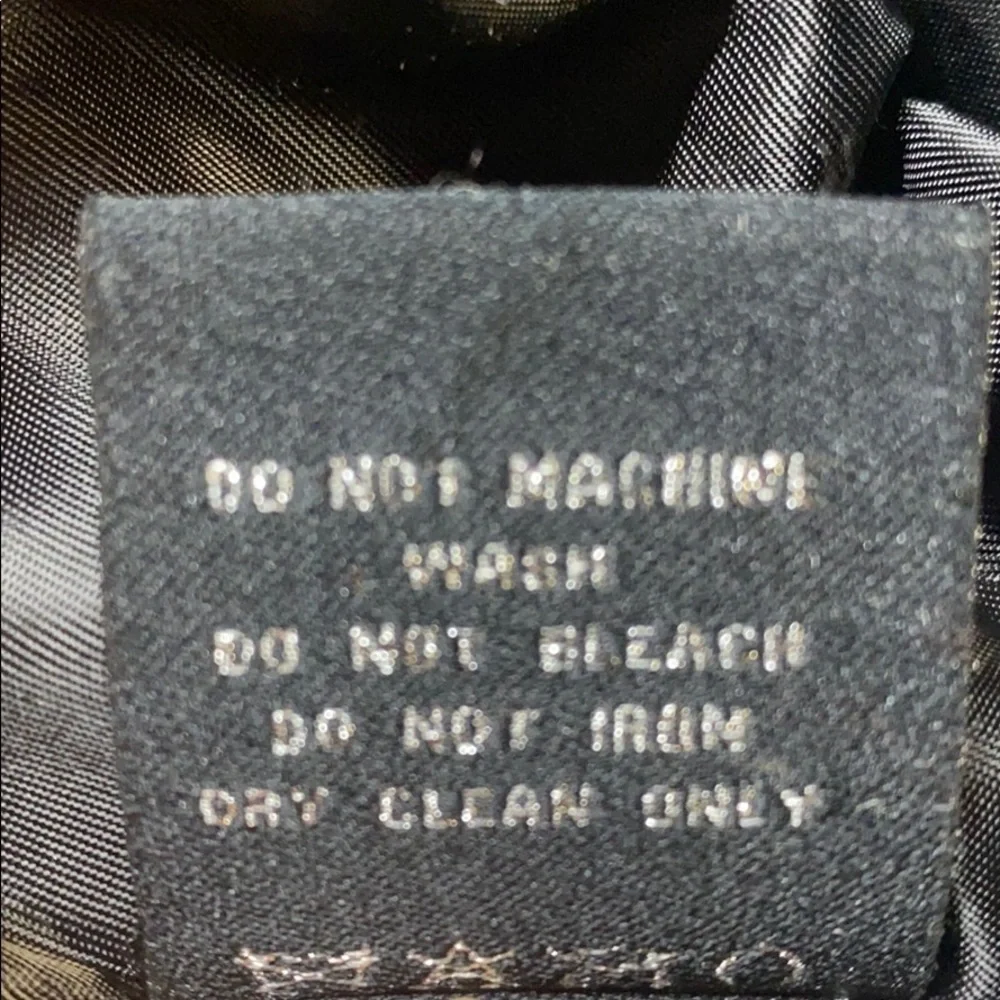 DO NOT MACHINE
WASH
DO NOT BLEACH
DO NOT IRON
DRY CLEAN ONLY